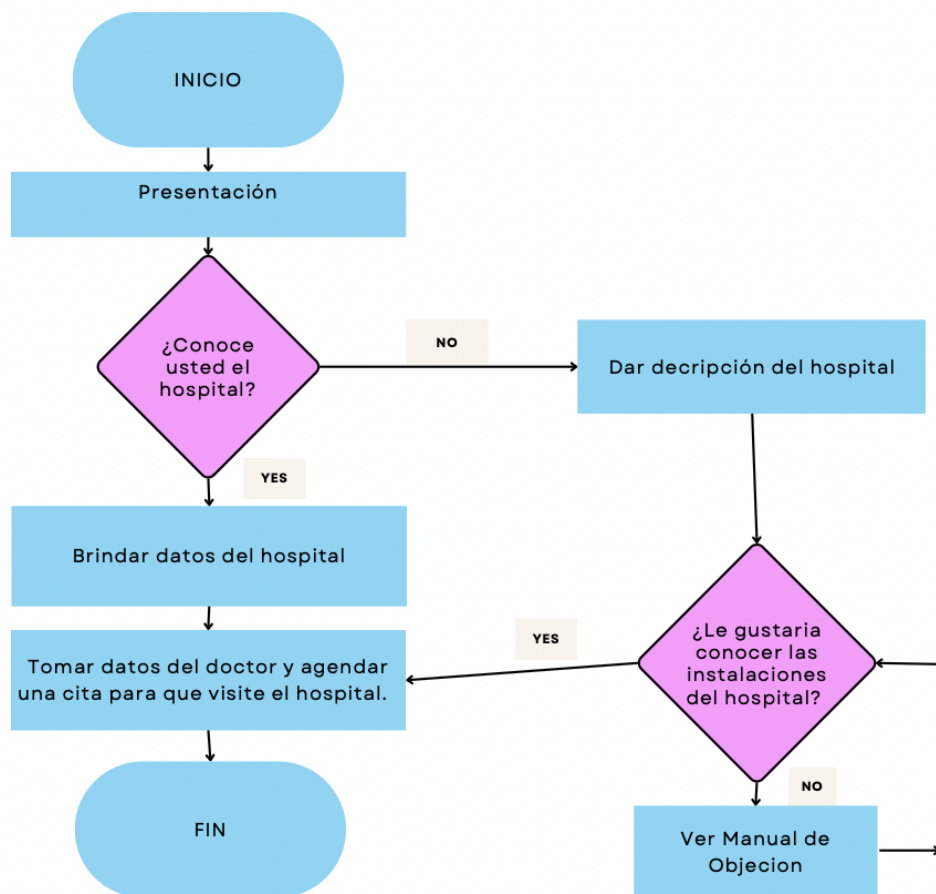 INICIO
Presentación
¿Conoce
usted el
hospital?
NO
Dar decripción del hospital
YES
Brindar datos del hospital
Tomar datos del doctor y agendar
una cita para que visite el hospital.
YES
¿Le gustaria
conocer las
instalaciones
del hospital?
NO
FIN
Ver Manual de
Objecion